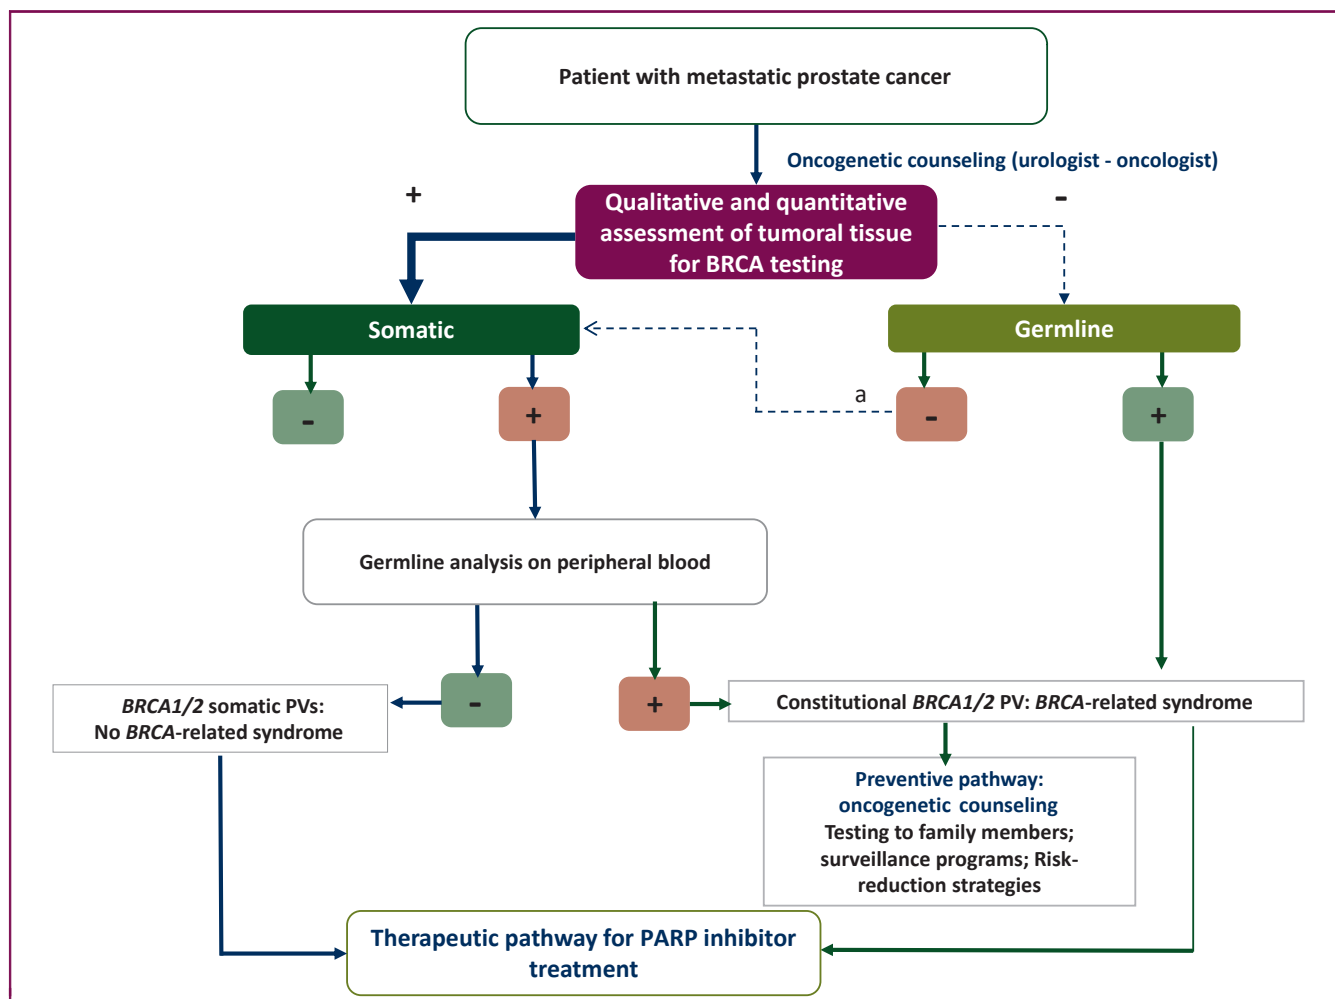 Patient with metastatic prostate cancer
Oncogenetic counseling (urologist - oncologist)
+
-
Qualitative and quantitative
assessment of tumoral tissue
for BRCA testing
Somatic
Germline
a
-
+
-
+
Germline analysis on peripheral blood
-
+
BRCA1/2 somatic PVs:
No BRCA-related syndrome
Constitutional BRCA1/2 PV: BRCA-related syndrome
Preventive pathway:
oncogenetic counseling
Testing to family members;
surveillance programs; Risk-
reduction strategies
Therapeutic pathway for PARP inhibitor
treatment